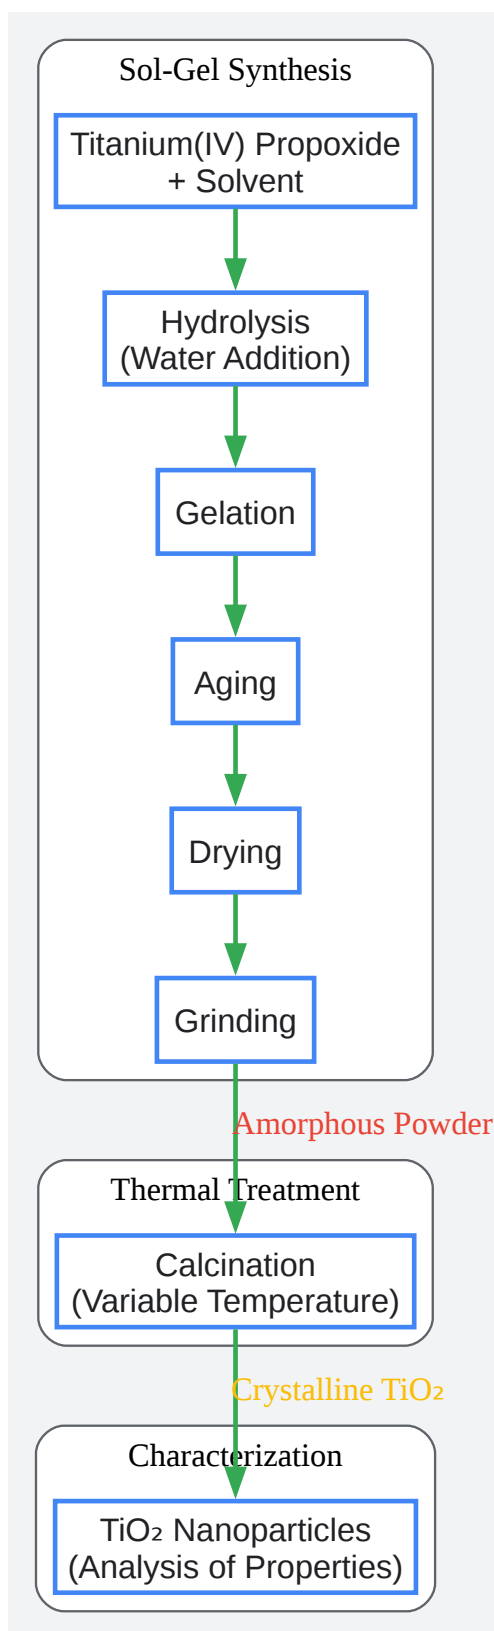 Sol-Gel Synthesis
Titanium(IV) Propoxide
+ Solvent
Hydrolysis
(Water Addition)
Gelation
Aging
Drying
Grinding
Amorphous Powder
Thermal Treatment
Calcination
(Variable Temperature)
Crystalline TiO₂
Characterization
TiO₂ Nanoparticles
(Analysis of Properties)